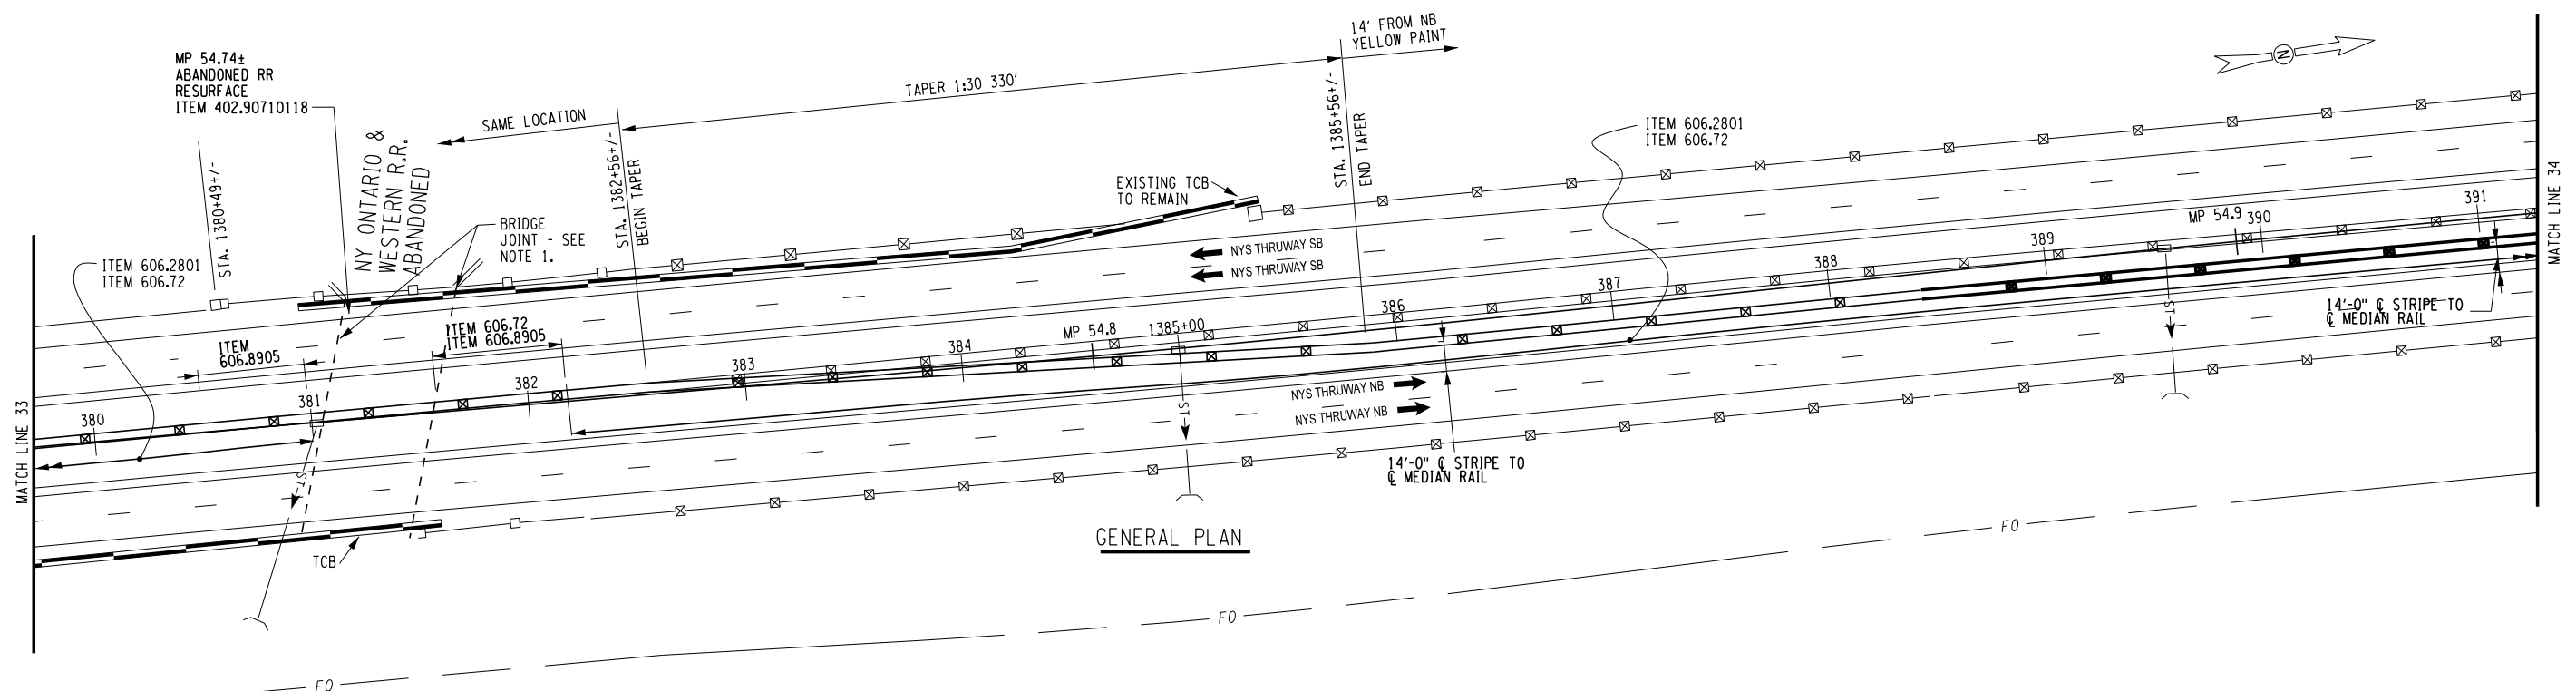 MP 54.74±
ABANDONED RR
RESURFACE
ITEM 402.90710118
STA. 1380+49+/-
NY ONTARIO &
WESTERN R.R.
ABANDONED
SAME LOCATION
STA. 1382+56+/-
BEGIN TAPER
TAPER 1:30 330'
14' FROM NB
YELLOW PAINT
STA. 1385+56+/-
END TAPER
N
ITEM 606.2801
ITEM 606.72
BRIDGE
JOINT - SEE
NOTE 1.
EXISTING TCB
TO REMAIN
ITEM 606.2801
ITEM 606.72
NYS THRUWAY SB
NYS THRUWAY SB
ITEM
606.8905
ITEM 606.72
ITEM 606.8905
MP 54.8
1385+00
MP 54.9
380
381
382
383
384
386
387
388
389
390
391
ST
ST
ST
NYS THRUWAY NB
NYS THRUWAY NB
14'-0" ℄ STRIPE TO
℄ MEDIAN RAIL
14'-0" ℄ STRIPE TO
℄ MEDIAN RAIL
MATCH LINE 33
MATCH LINE 34
TCB
GENERAL PLAN
FO
FO
FO